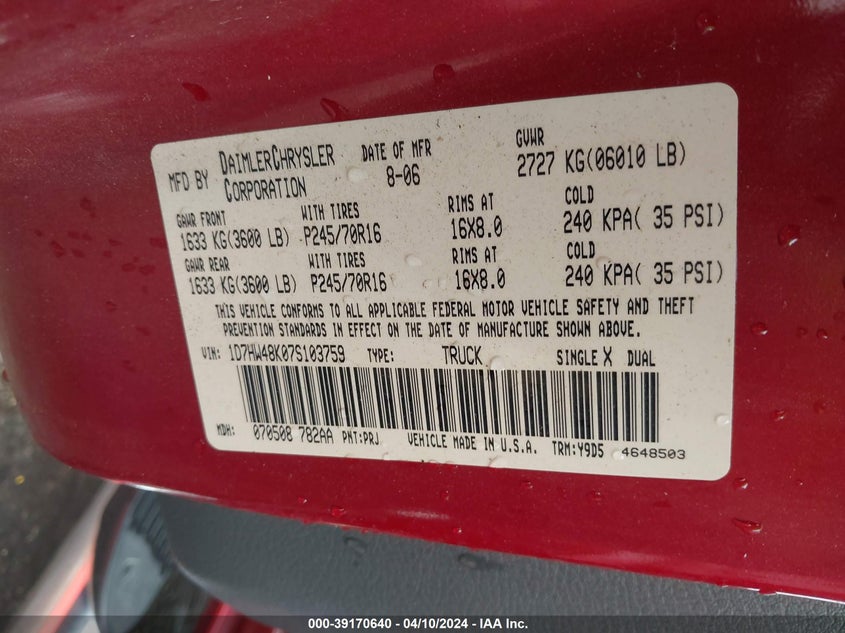 MFD BY DAIMLERCHRYSLER CORPORATION DATE OF MFR 8-06 GVWR 2727 KG(06010 LB)
GAWR FRONT WITH TIRES RIMS AT COLD
1633 KG(3600 LB) P245/70R16 16X8.0 240 KPA( 35 PSI)
GAWR REAR WITH TIRES RIMS AT COLD
1633 KG(3600 LB) P245/70R16 16X8.0 240 KPA( 35 PSI)
THIS VEHICLE CONFORMS TO ALL APPLICABLE FEDERAL MOTOR VEHICLE SAFETY AND THEFT
PREVENTION STANDARDS IN EFFECT ON THE DATE OF MANUFACTURE SHOWN ABOVE.
VIN: 1D7HW48K07S103759 TYPE: TRUCK SINGLE X DUAL
MDH: 070508 782AA PNT:PRJ VEHICLE MADE IN U.S.A. TRM:Y9D5 4648503
000-39170640 - 04/10/2024 - IAA Inc.